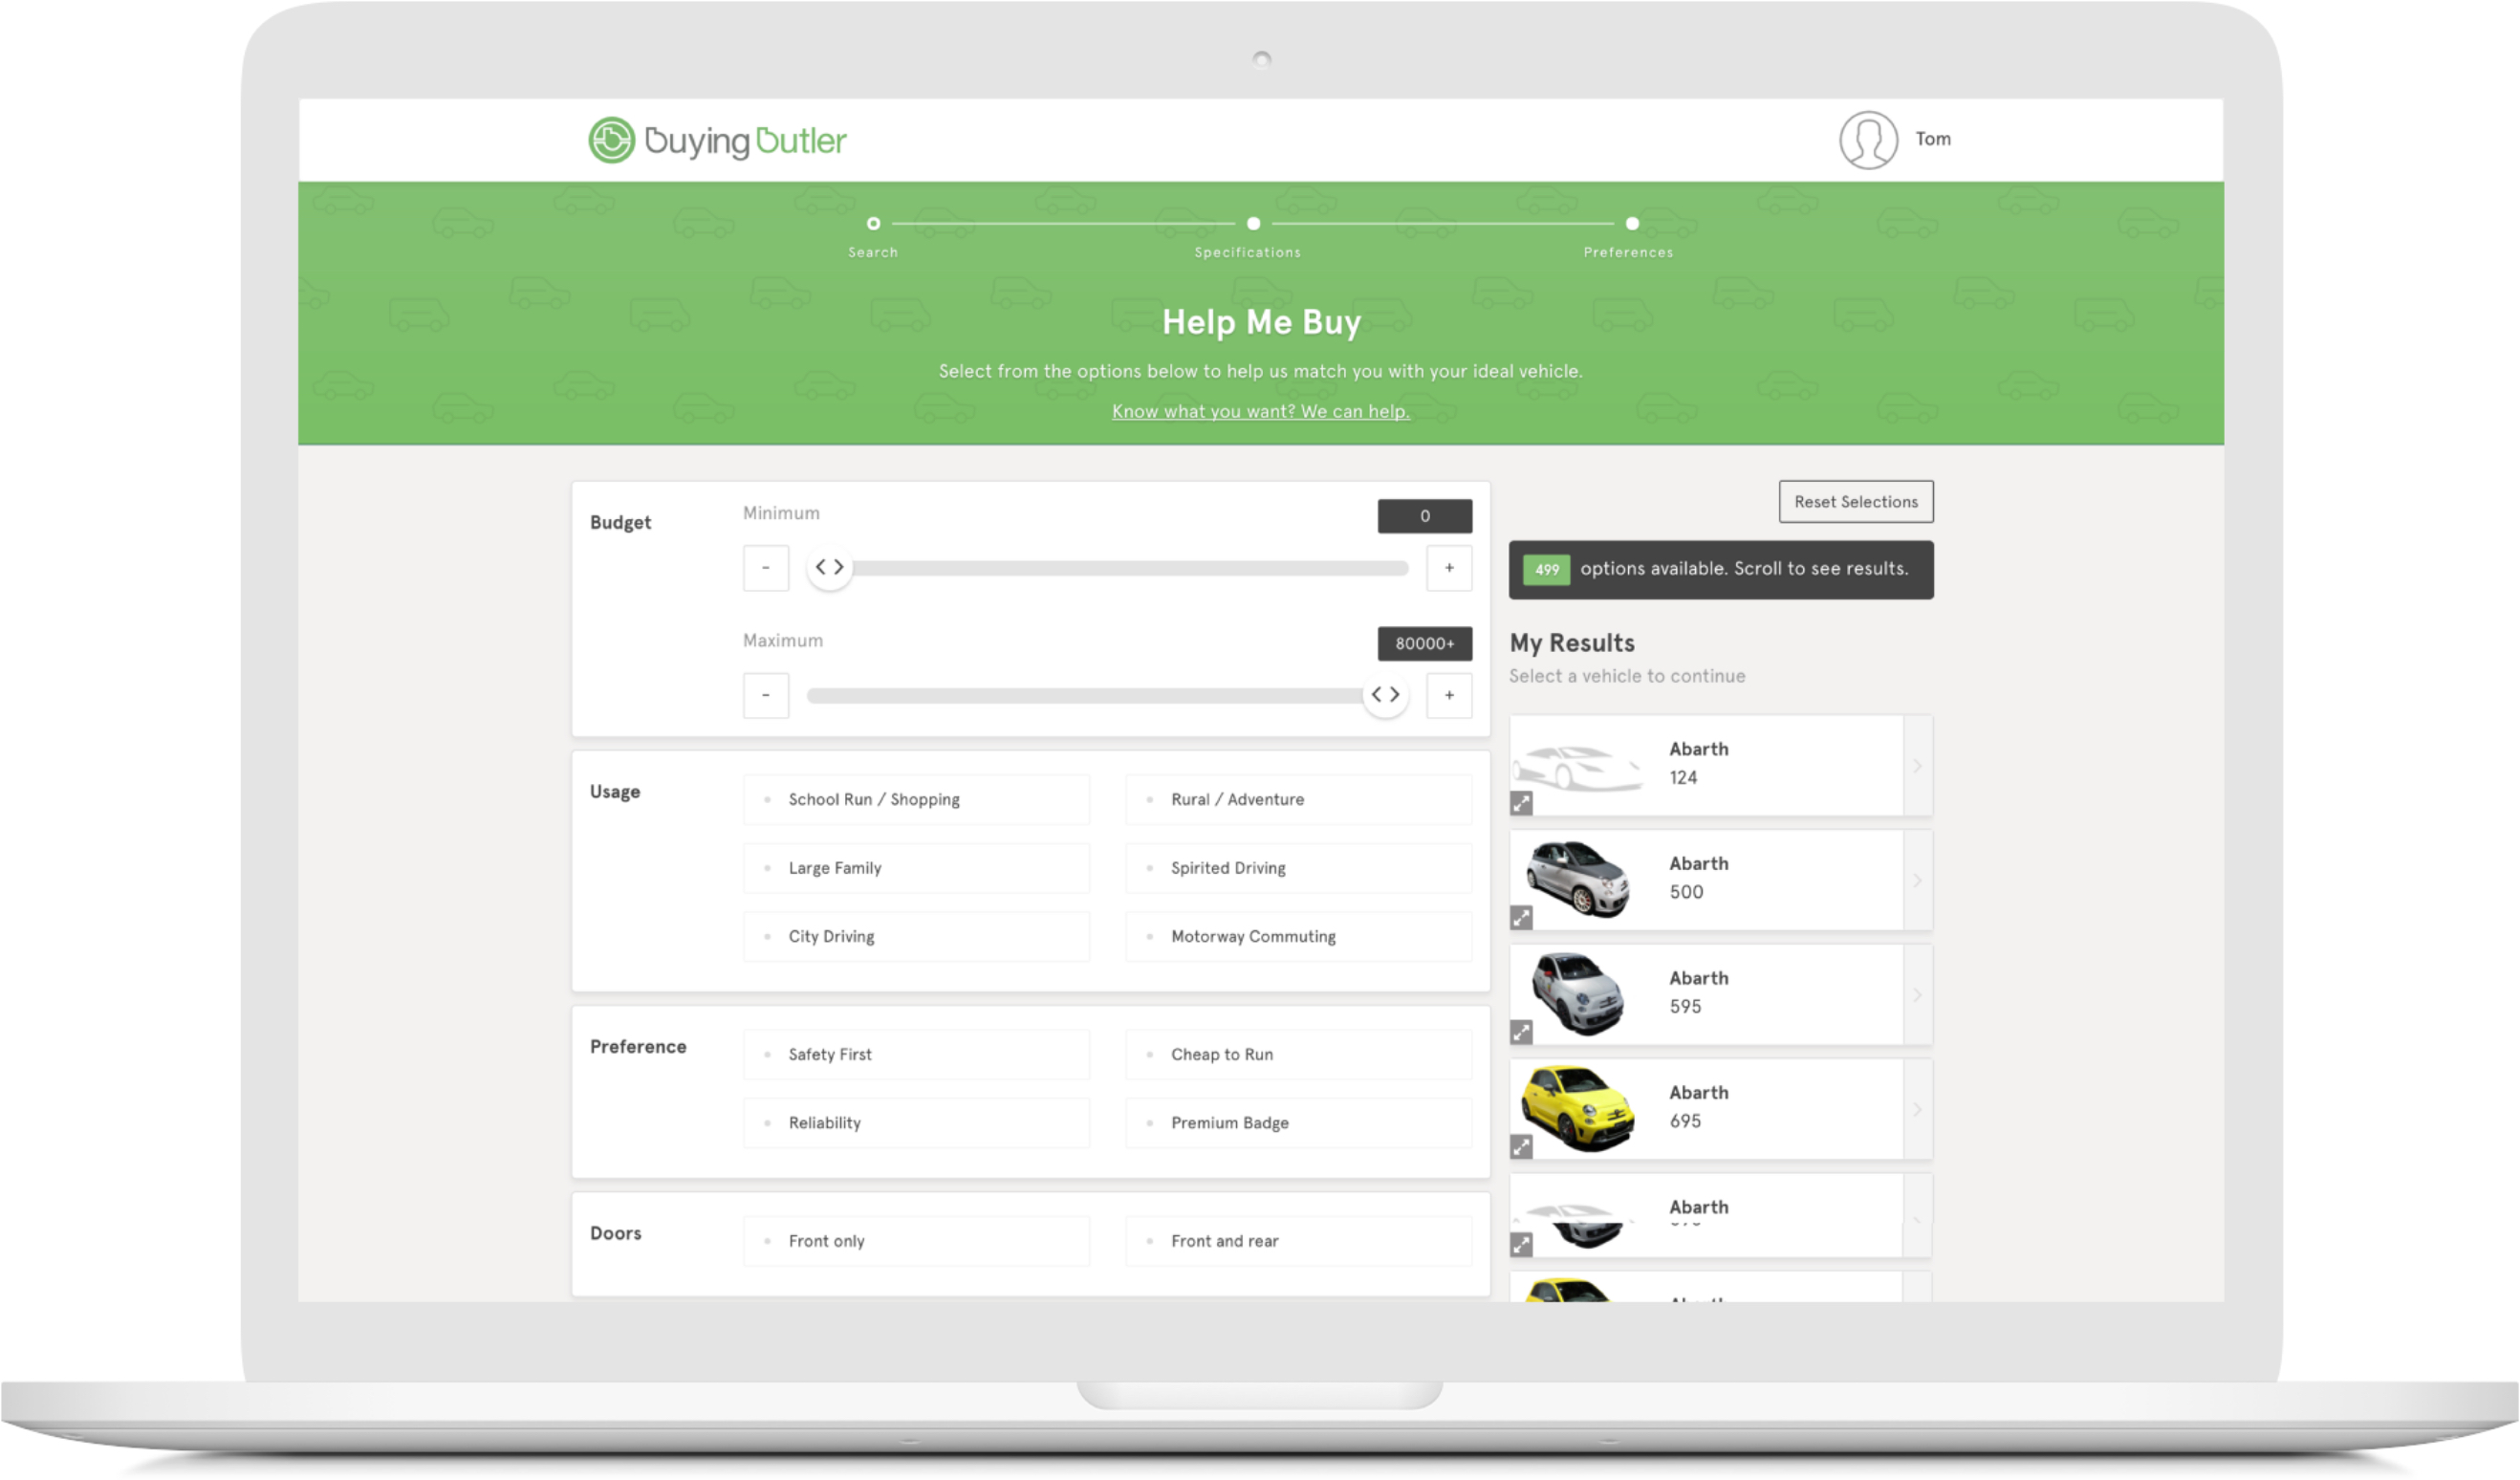 buying butler
Tom
Search
Specifications
Preferences
Help Me Buy
Select from the options below to help us match you with your ideal vehicle.
Know what you want? We can help.
Budget
Minimum
0
-
+
Maximum
80000+
-
+
Usage
School Run / Shopping
Rural / Adventure
Large Family
Spirited Driving
City Driving
Motorway Commuting
Preference
Safety First
Cheap to Run
Reliability
Premium Badge
Doors
Front only
Front and rear
Reset Selections
499 options available. Scroll to see results.
My Results
Select a vehicle to continue
Abarth
124
Abarth
500
Abarth
595
Abarth
695
Abarth